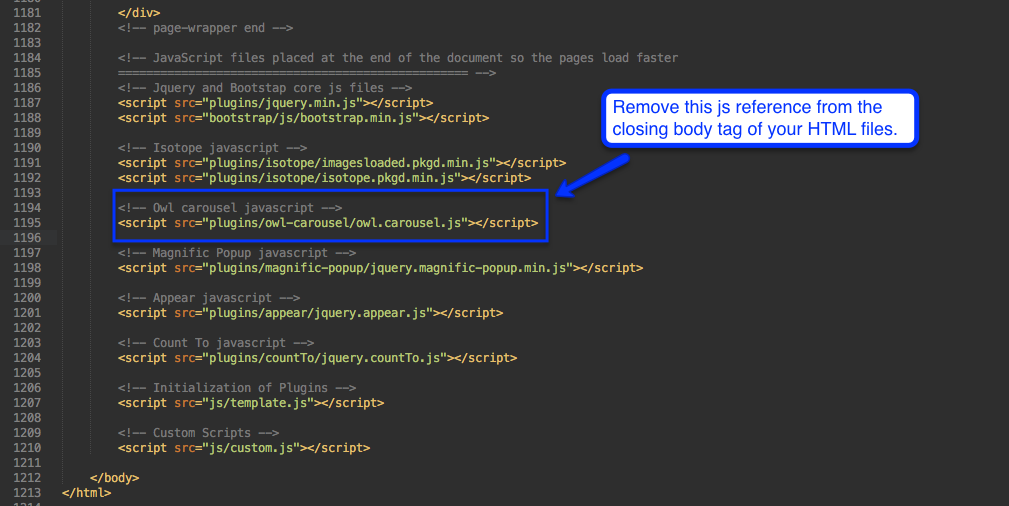 1181 </div>
1182 <!-- page-wrapper end -->
1183
1184 <!-- JavaScript files placed at the end of the document so the pages load faster
1185 ================================================== -->
1186 <!-- Jquery and Bootstap core js files -->
1187 <script src="plugins/jquery.min.js"></script>
1188 <script src="bootstrap/js/bootstrap.min.js"></script>
1189
1190 <!-- Isotope javascript -->
1191 <script src="plugins/isotope/imagesloaded.pkgd.min.js"></script>
1192 <script src="plugins/isotope/isotope.pkgd.min.js"></script>
1193
1194 <!-- Owl carousel javascript -->
1195 <script src="plugins/owl-carousel/owl.carousel.js"></script>
1196
1197 <!-- Magnific Popup javascript -->
1198 <script src="plugins/magnific-popup/jquery.magnific-popup.min.js"></script>
1199
1200 <!-- Appear javascript -->
1201 <script src="plugins/appear/jquery.appear.js"></script>
1202
1203 <!-- Count To javascript -->
1204 <script src="plugins/countTo/jquery.countTo.js"></script>
1205
1206 <!-- Initialization of Plugins -->
1207 <script src="js/template.js"></script>
1208
1209 <!-- Custom Scripts -->
1210 <script src="js/custom.js"></script>
1211
1212 </body>
1213 </html>
Remove this js reference from the
closing body tag of your HTML files.